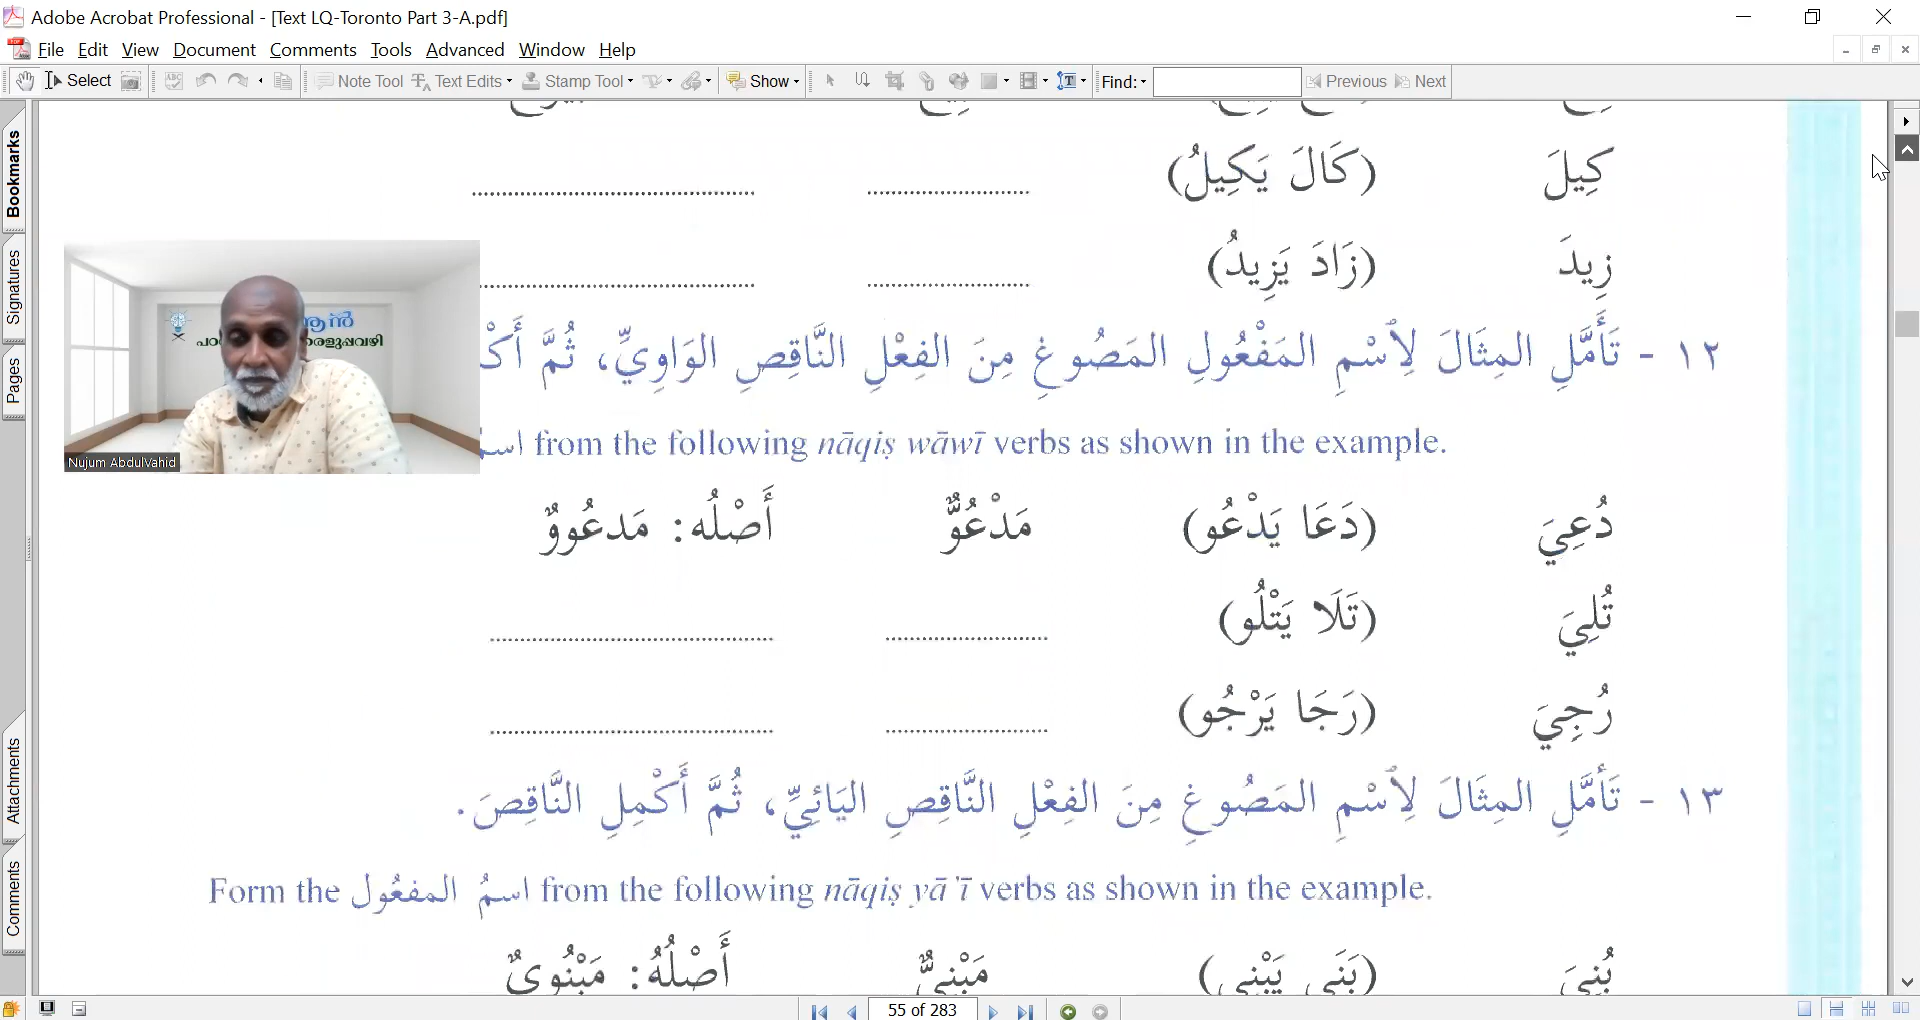 Adobe Acrobat Professional - [Text LQ-Toronto Part 3-A.pdf]
File Edit View Document Comments Tools Advanced Window Help
Select Note Tool Text Edits Stamp Tool Show Find: Previous Next
Bookmarks
Signatures
Pages
Attachments
Comments
كِيلَ (كَالَ يَكِيلُ) ........................ ........................
زِيدَ (زَادَ يَزِيدُ) ........................ ........................
١٢ - تَأَمَّلِ المِثَالَ لِاسْمِ المَفْعُولِ المَصُوغِ مِنَ الفِعْلِ النَّاقِصِ الوَاوِيِّ، ثُمَّ
from the following nāqiṣ wāwī verbs as shown in the example.
Nujum AbdulVahid
دُعِيَ (دَعَا يَدْعُو) مَدْعُوٌّ أَصْلُه: مَدعُووٌ
تُلِيَ (تَلَا يَتْلُو) ........................ ........................
رُجِيَ (رَجَا يَرْجُو) ........................ ........................
١٣ - تَأَمَّلِ المِثَالَ لِاسْمِ المَصُوغِ مِنَ الفِعْلِ النَّاقِصِ اليَائِيِّ، ثُمَّ أَكْمِلِ النَّاقِصَ.
Form the اسمُ المفعُول from the following nāqiṣ yā'ī verbs as shown in the example.
بُنِيَ (بَنَى يَبْنِي) مَبْنِيٌّ أَصْلُهُ: مَبْنُويٌ
55 of 283